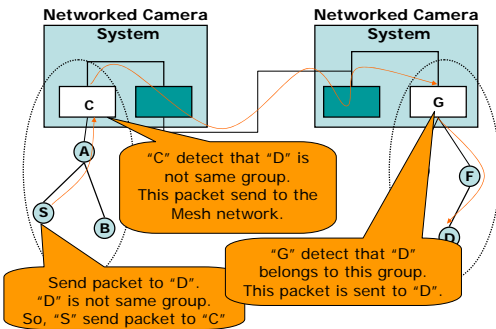 Networked Camera
System
Networked Camera
System
C
G
A
F
S
B
D
"C" detect that "D" is
not same group.
This packet send to the
Mesh network.
"G" detect that "D"
belongs to this group.
This packet is sent to "D".
Send packet to "D".
"D" is not same group.
So, "S" send packet to "C"